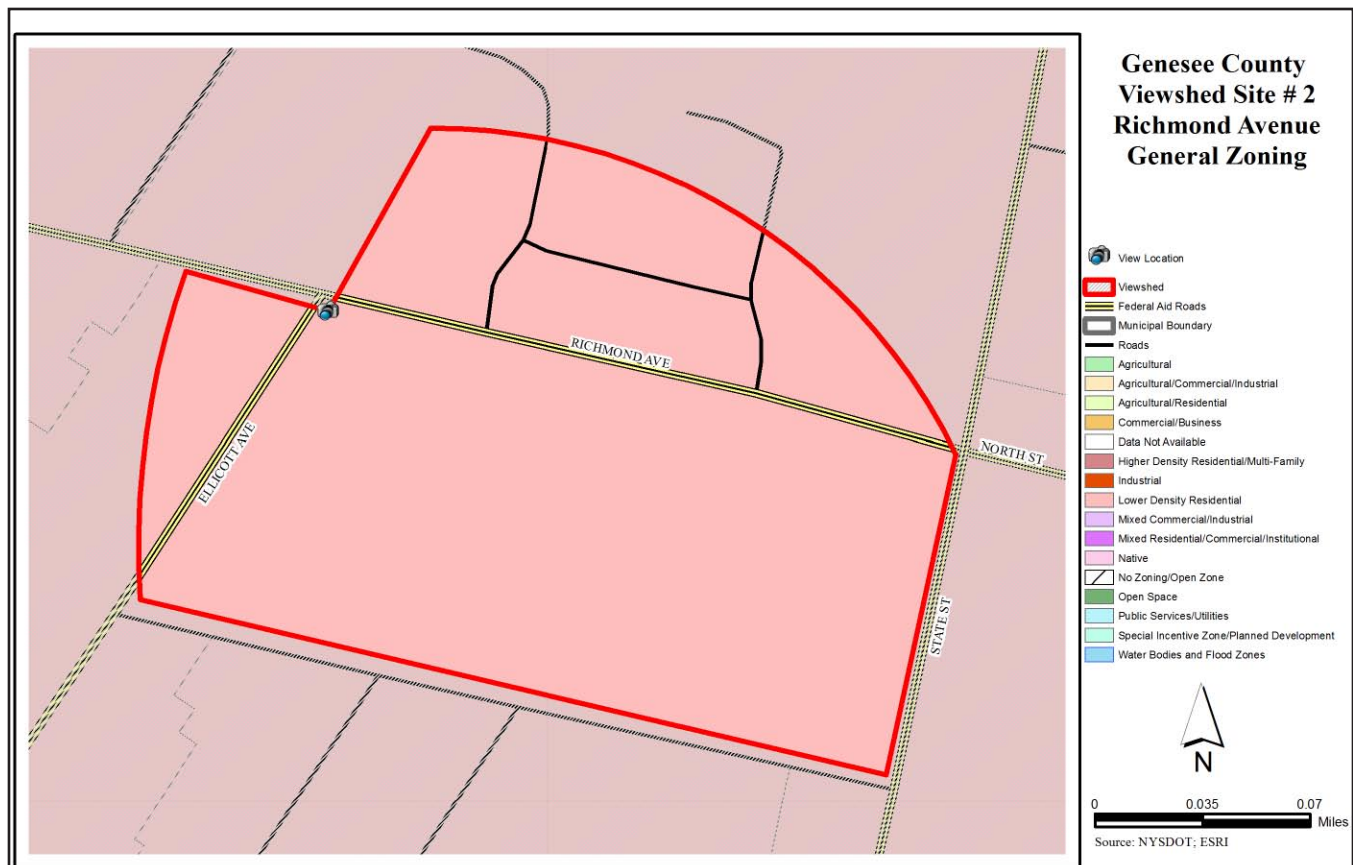 Genesee County
Viewshed Site # 2
Richmond Avenue
General Zoning
View Location
Viewshed
Federal Aid Roads
Municipal Boundary
Roads
Agricultural
Agricultural/Commercial/Industrial
Agricultural/Residential
Commercial/Business
Data Not Available
Higher Density Residential/Multi-Family
Industrial
Lower Density Residential
Mixed Commercial/Industrial
Mixed Residential/Commercial/Institutional
Native
No Zoning/Open Zone
Open Space
Public Services/Utilities
Special Incentive Zone/Planned Development
Water Bodies and Flood Zones
N
0 0.035 0.07
Miles
Source: NYSDOT; ESRI
RICHMOND AVE
ELLICOTT AVE
NORTH ST
STATE ST